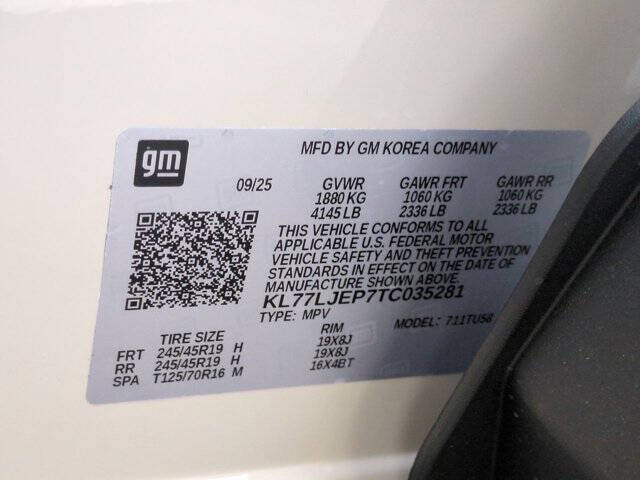 gm
MFD BY GM KOREA COMPANY
09/25 GVWR GAWR FRT GAWR RR
1880 KG 1060 KG 1060 KG
4145 LB 2336 LB 2336 LB
THIS VEHICLE CONFORMS TO ALL
APPLICABLE U.S. FEDERAL MOTOR
VEHICLE SAFETY AND THEFT PREVENTION
STANDARDS IN EFFECT ON THE DATE OF
MANUFACTURE SHOWN ABOVE.
KL77LJEP7TC035281
TYPE: MPV MODEL: 711TU58
TIRE SIZE RIM
FRT 245/45R19 H 19X8J
RR 245/45R19 H 19X8J
SPA T125/70R16 M 16X4BT